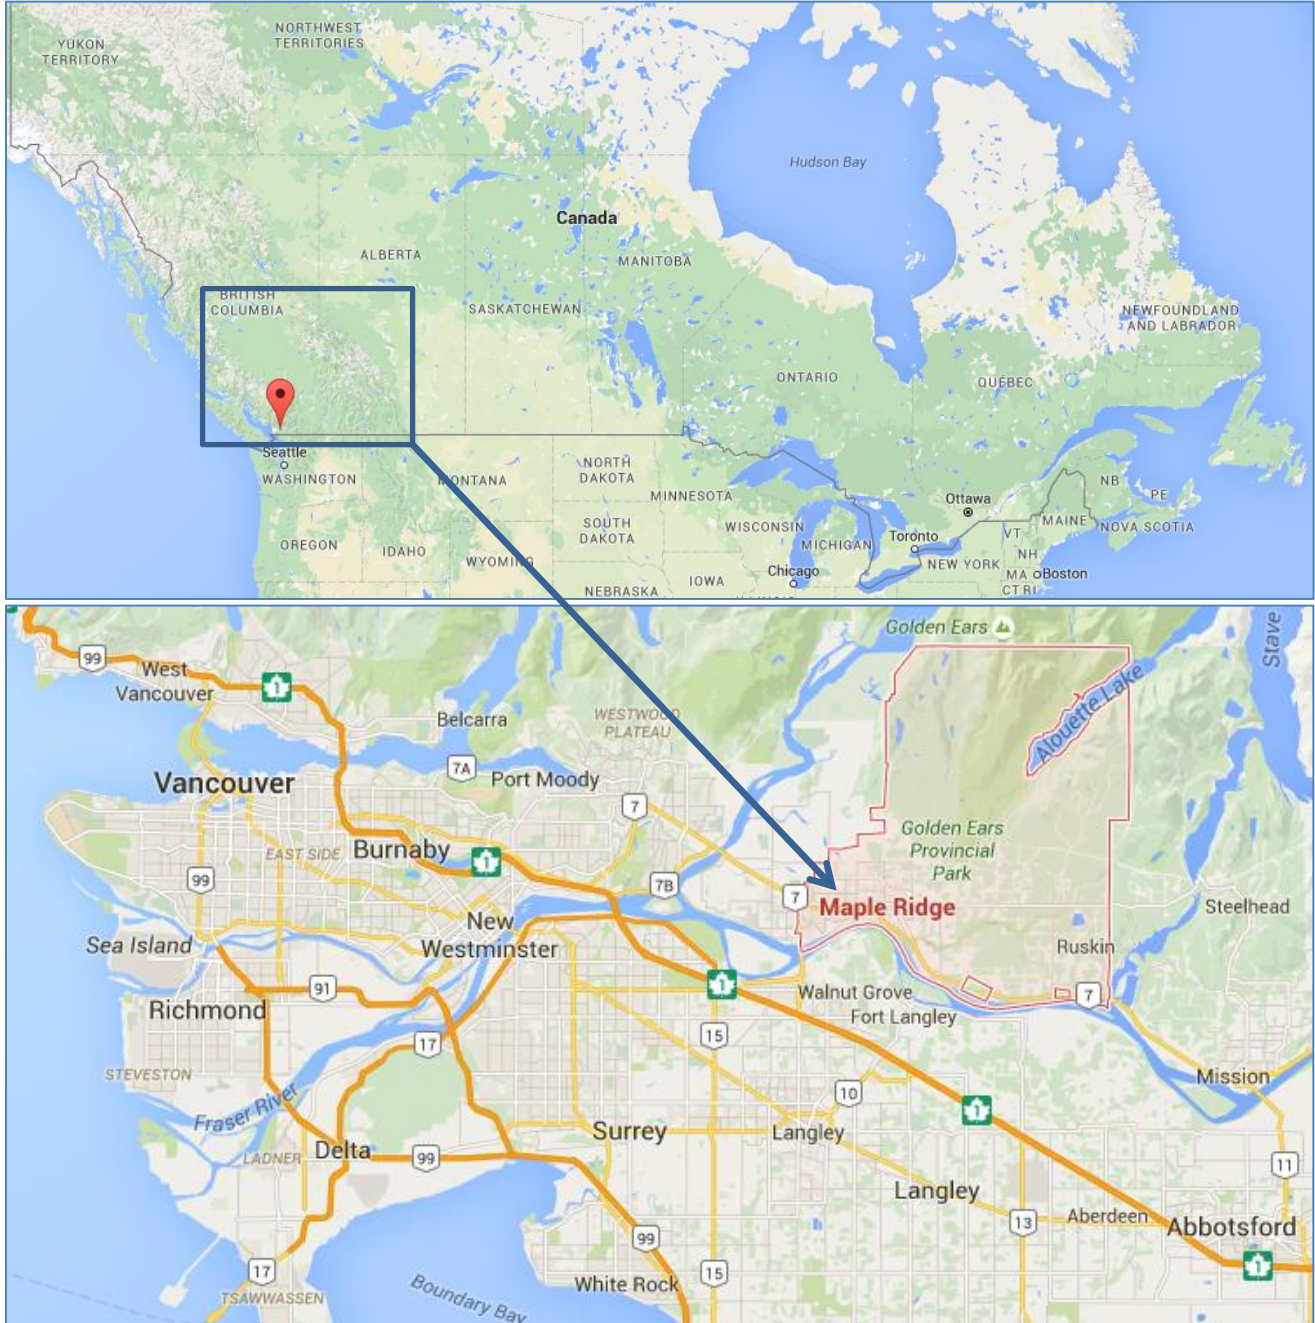 YUKON
TERRITORY
NORTHWEST
TERRITORIES
Hudson Bay
Canada
ALBERTA
MANITOBA
BRITISH
COLUMBIA
SASKATCHEWAN
NEWFOUNDLAND
AND LABRADOR
ONTARIO
QUÉBEC
Seattle
WASHINGTON
MONTANA
NORTH
DAKOTA
MINNESOTA
Ottawa
NB
PE
MAINE
NOVA SCOTIA
OREGON
IDAHO
WYOMING
SOUTH
DAKOTA
WISCONSIN
MICHIGAN
Toronto
VT
NH
NEW YORK
MA
Boston
CT RI
NEBRASKA
IOWA
Chicago
Golden Ears
Stave
99
West
Vancouver
1
Belcarra
WESTWOOD
PLATEAU
Alouette Lake
7A
Port Moody
Vancouver
7
EAST SIDE
Burnaby
1
Golden Ears
Provincial
Park
99
7B
7
Maple Ridge
Steelhead
New
Westminster
Sea Island
Ruskin
91
1
Walnut Grove
7
Richmond
Fort Langley
17
15
STEVESTON
Mission
10
Fraser River
1
Surrey
Langley
Delta
LADNER
99
11
Langley
13
Aberdeen
Abbotsford
99
17
15
1
TSAWWASSEN
Boundary Bay
White Rock